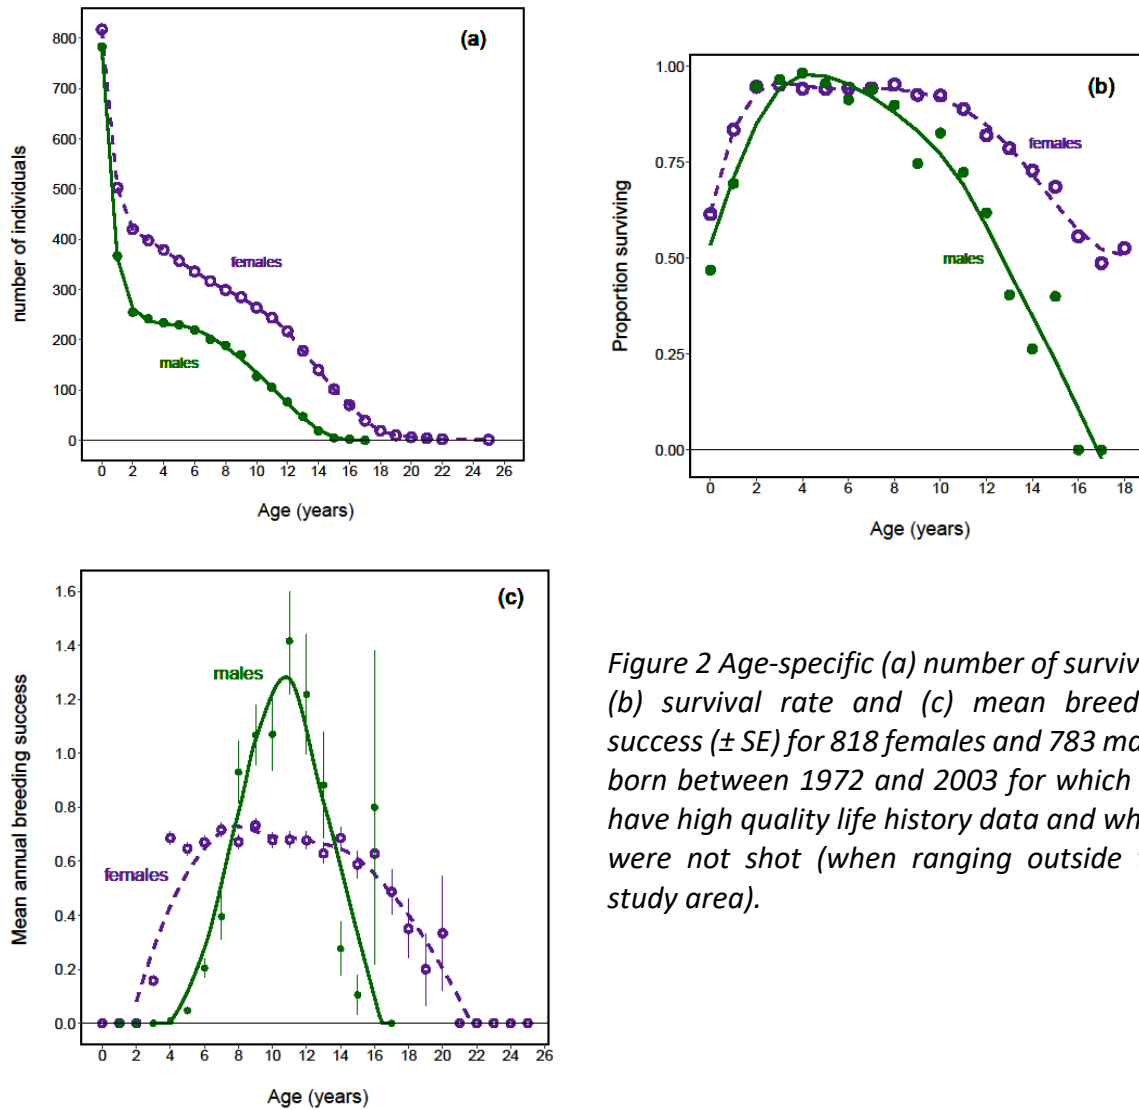 (a)
800
700
600
500
400
300
200
100
0
number of individuals
females
males
0 2 4 6 8 10 12 14 16 18 20 22 24 26
Age (years)
(b)
1.00
0.75
0.50
0.25
0.00
Proportion surviving
females
males
0 2 4 6 8 10 12 14 16 18
Age (years)
(c)
1.6
1.4
1.2
1.0
0.8
0.6
0.4
0.2
0.0
Mean annual breeding success
males
females
0 2 4 6 8 10 12 14 16 18 20 22 24 26
Age (years)
Figure 2 Age-specific (a) number of surviv
(b) survival rate and (c) mean breed
success (± SE) for 818 females and 783 ma
born between 1972 and 2003 for which
have high quality life history data and wh
were not shot (when ranging outside
study area).